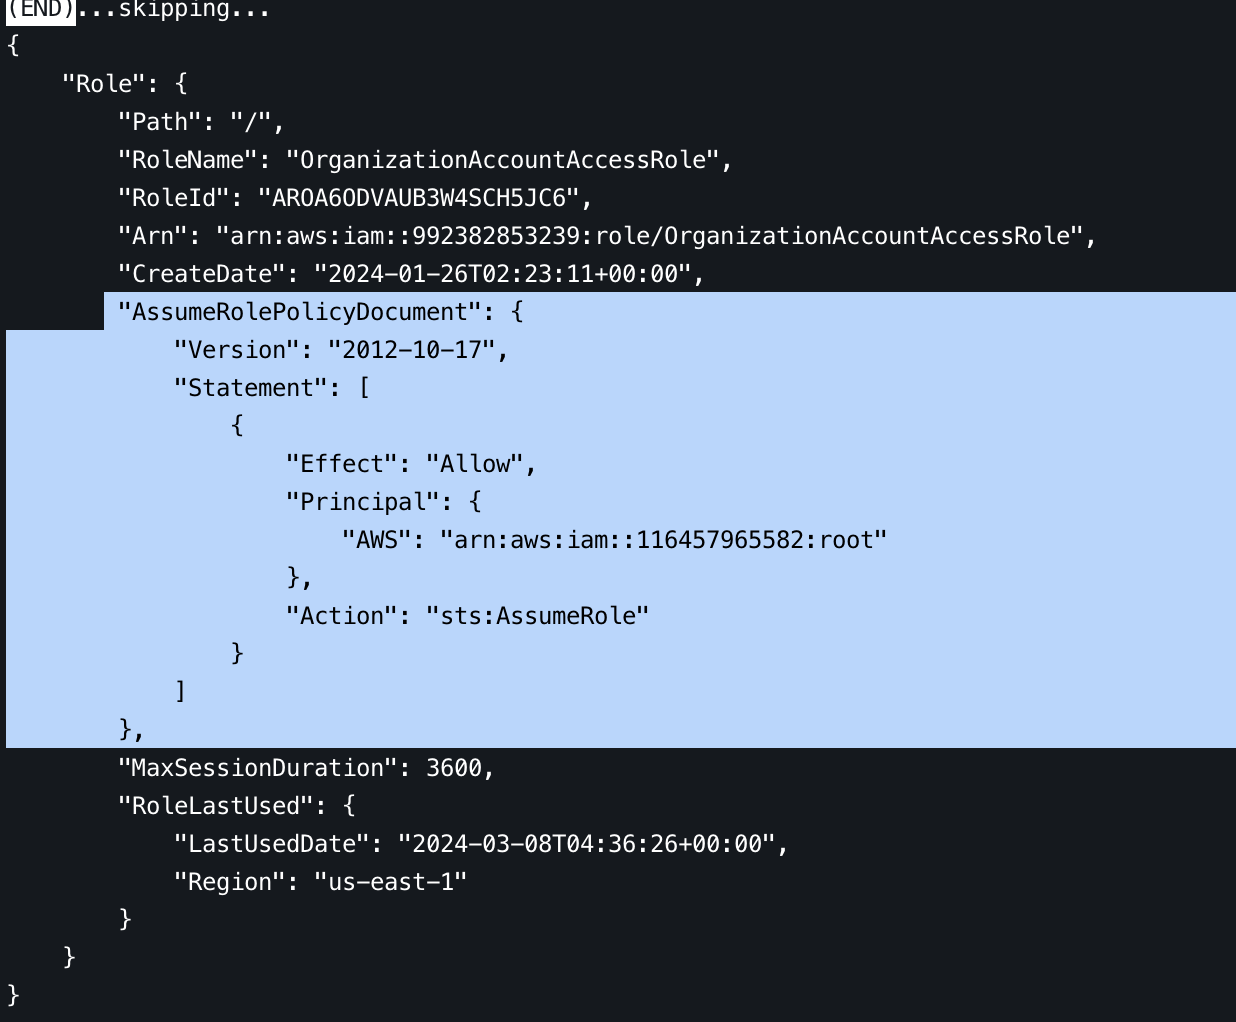 (END)...skipping...
{
    "Role": {
        "Path": "/",
        "RoleName": "OrganizationAccountAccessRole",
        "RoleId": "AROA6ODVAUB3W4SCH5JC6",
        "Arn": "arn:aws:iam::992382853239:role/OrganizationAccountAccessRole",
        "CreateDate": "2024-01-26T02:23:11+00:00",
        "AssumeRolePolicyDocument": {
            "Version": "2012-10-17",
            "Statement": [
                {
                    "Effect": "Allow",
                    "Principal": {
                        "AWS": "arn:aws:iam::116457965582:root"
                    },
                    "Action": "sts:AssumeRole"
                }
            ]
        },
        "MaxSessionDuration": 3600,
        "RoleLastUsed": {
            "LastUsedDate": "2024-03-08T04:36:26+00:00",
            "Region": "us-east-1"
        }
    }
}